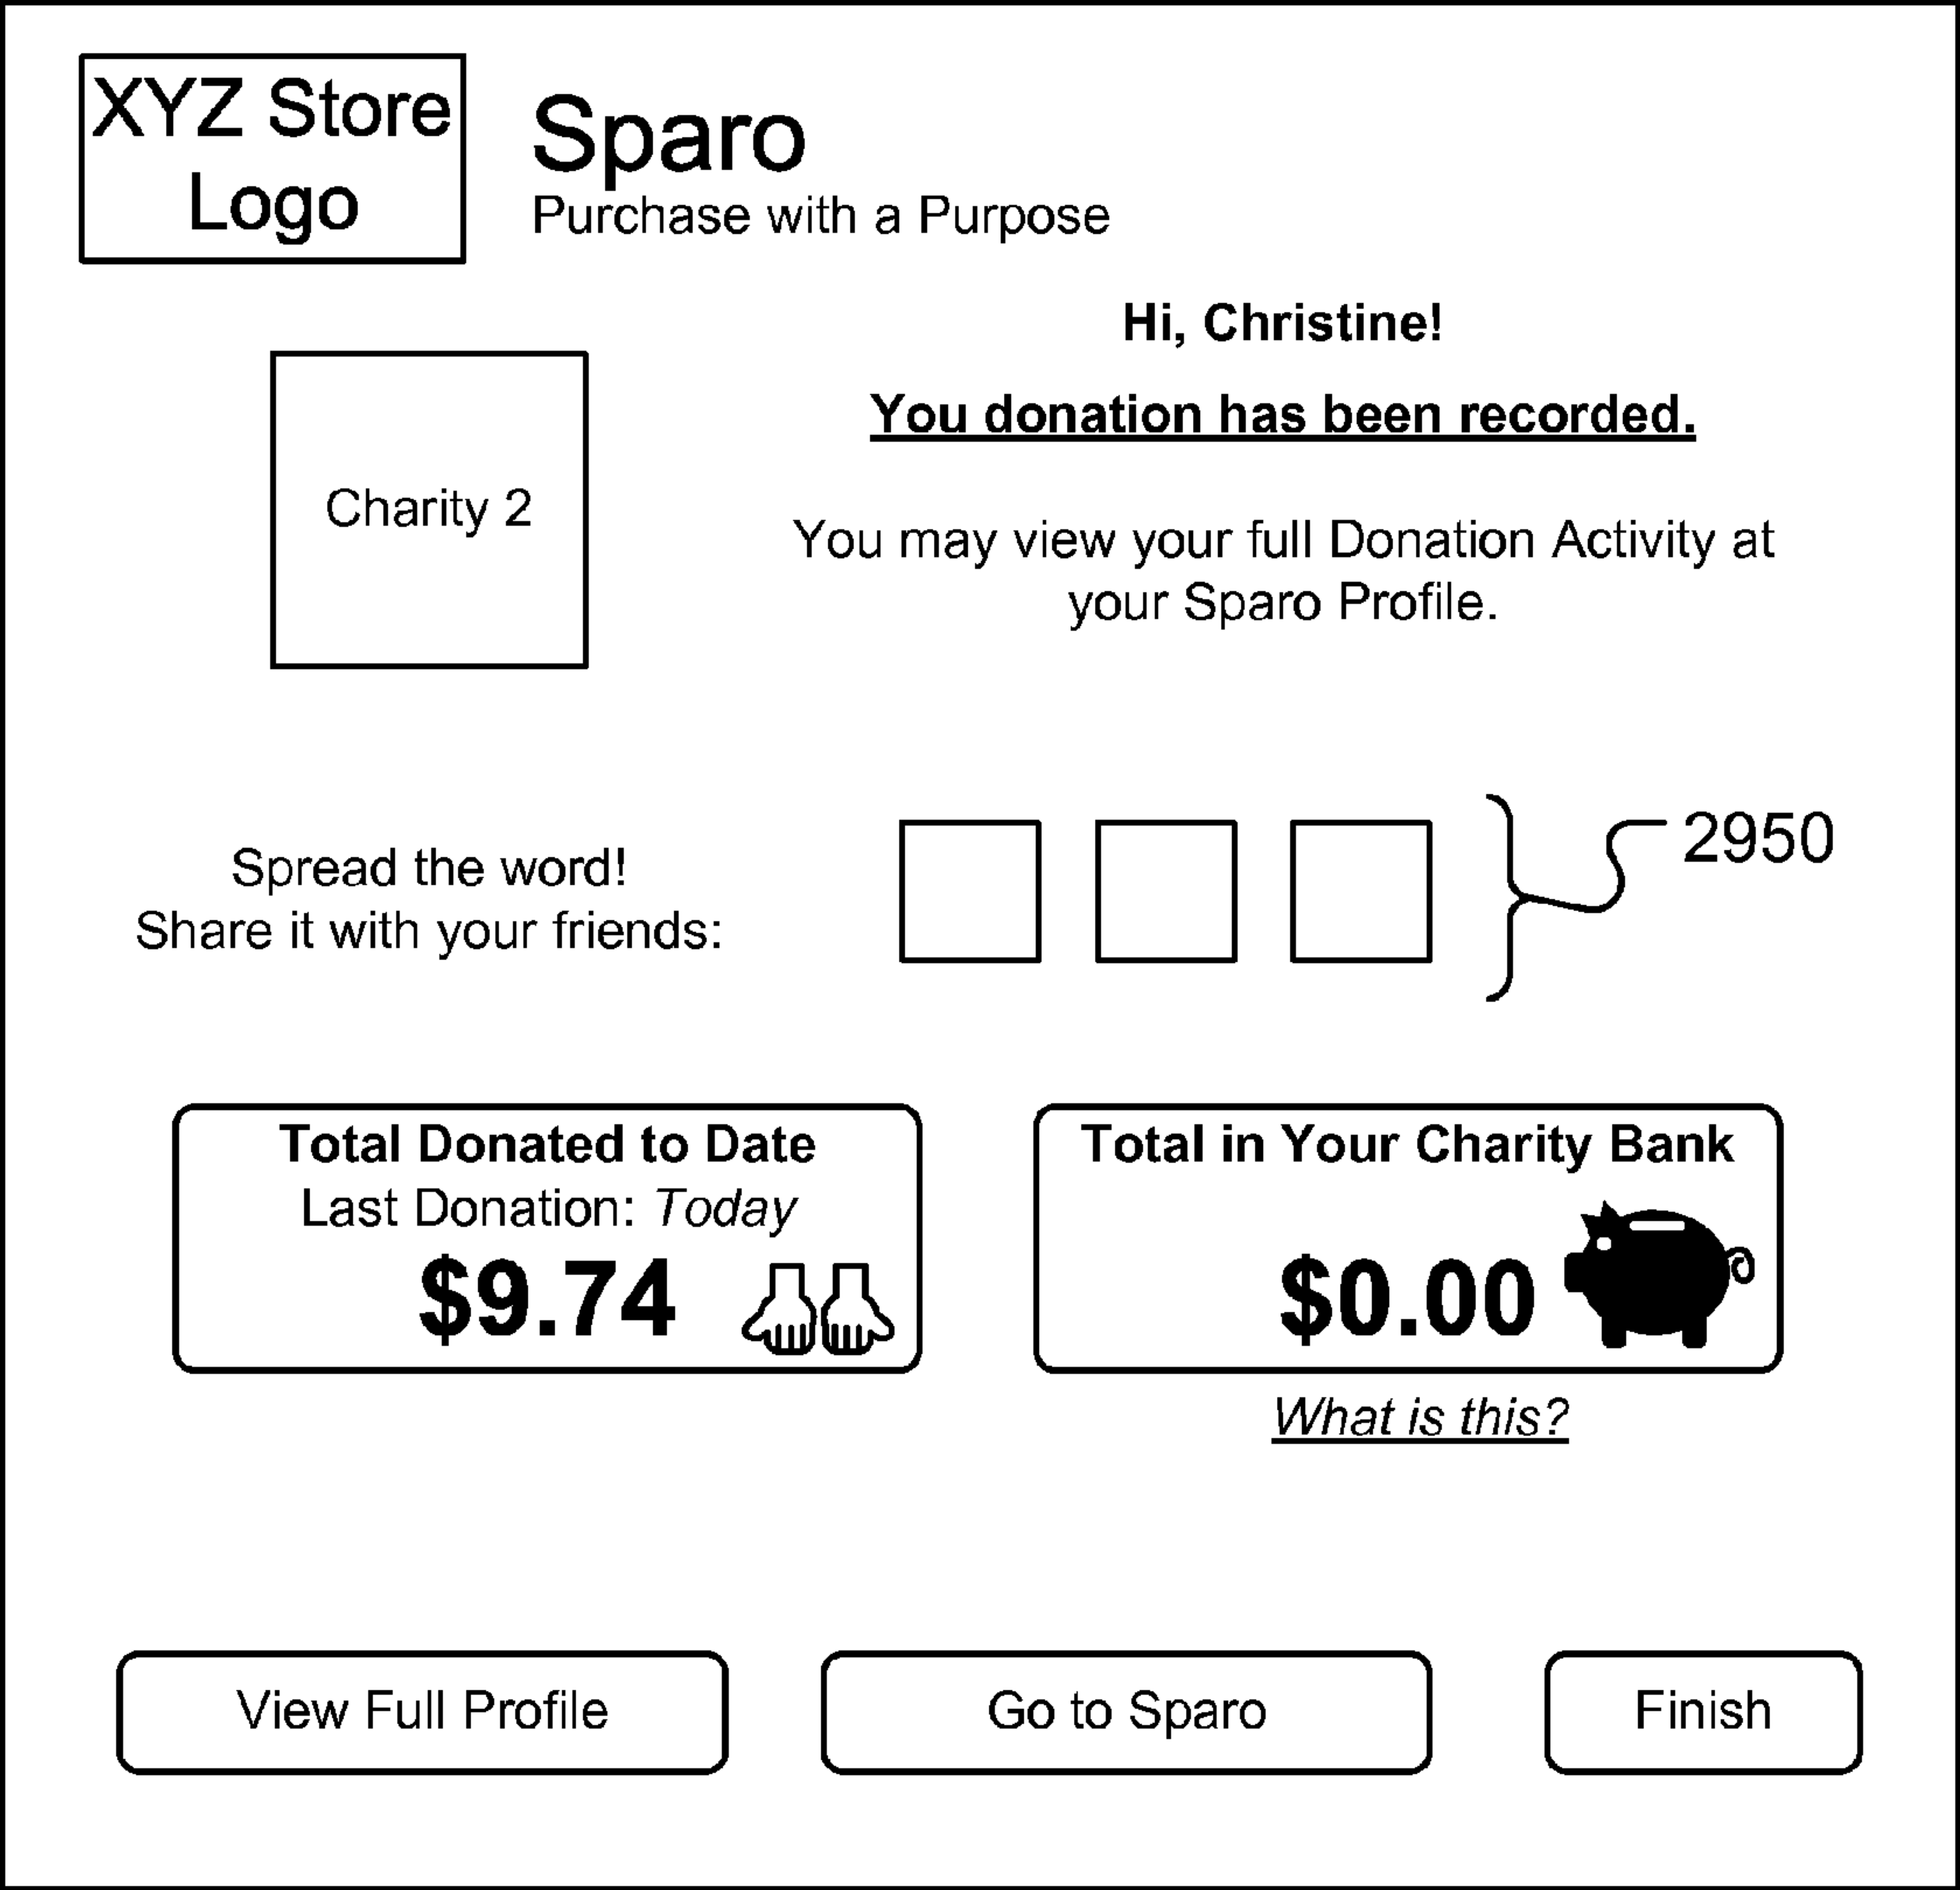 XYZ Store
Logo
Sparo
Purchase with a Purpose
Hi, Christine!
You donation has been recorded.
Charity 2
You may view your full Donation Activity at
your Sparo Profile.
Spread the word!
Share it with your friends:
2950
Total Donated to Date
Last Donation: Today
$9.74
Total in Your Charity Bank
$0.00
What is this?
View Full Profile
Go to Sparo
Finish